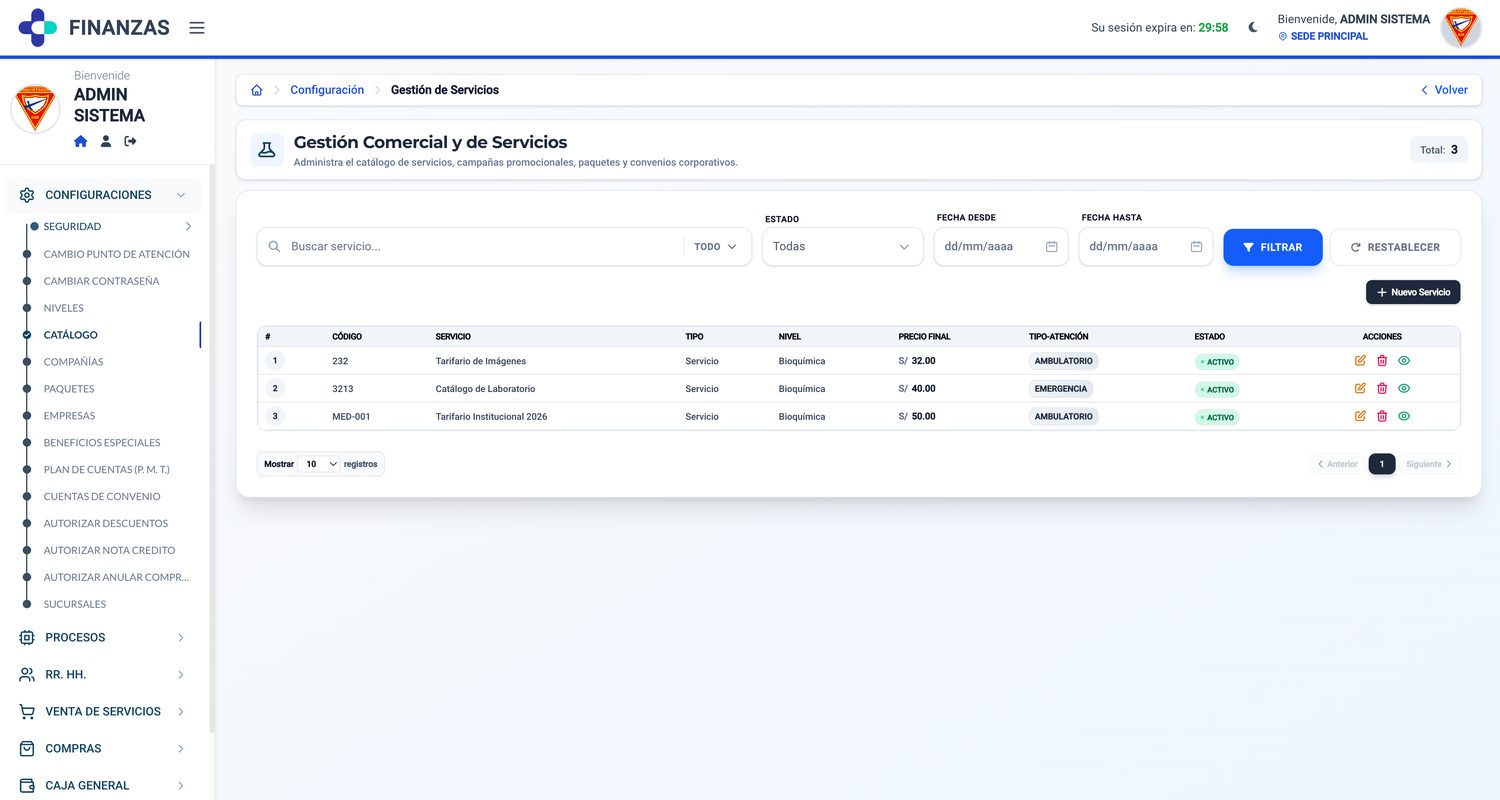 FINANZAS
Su sesión expira en: 29:58
Bienvenido, ADMIN SISTEMA
SEDE PRINCIPAL
Bienvenide
ADMIN
SISTEMA
CONFIGURACIONES
SEGURIDAD
CAMBIO PUNTO DE ATENCIÓN
CAMBIAR CONTRASEÑA
NIVELES
CATÁLOGO
COMPAÑÍAS
PAQUETES
EMPRESAS
BENEFICIOS ESPECIALES
PLAN DE CUENTAS (P. M. T.)
CUENTAS DE CONVENIO
AUTORIZAR DESCUENTOS
AUTORIZAR NOTA CREDITO
AUTORIZAR ANULAR COMPR...
SUCURSALES
PROCESOS
RR. HH.
VENTA DE SERVICIOS
COMPRAS
CAJA GENERAL
Configuración
Gestión de Servicios
Volver
Gestión Comercial y de Servicios
Administra el catálogo de servicios, campañas promocionales, paquetes y convenios corporativos.
Total: 3
Buscar servicio...
TODO
ESTADO
Todas
FECHA DESDE
dd/mm/aaaa
FECHA HASTA
dd/mm/aaaa
FILTRAR
RESTABLECER
Nuevo Servicio
# CÓDIGO SERVICIO TIPO NIVEL PRECIO FINAL TIPO-ATENCIÓN ESTADO ACCIONES
1 232 Tarifario de Imágenes Servicio Bioquímica S/ 32.00 AMBULATORIO ACTIVO
2 3213 Catálogo de Laboratorio Servicio Bioquímica S/ 40.00 EMERGENCIA ACTIVO
3 MED-001 Tarifario Institucional 2026 Servicio Bioquímica S/ 50.00 AMBULATORIO ACTIVO
Mostrar 10 registros
Anterior 1 Siguiente